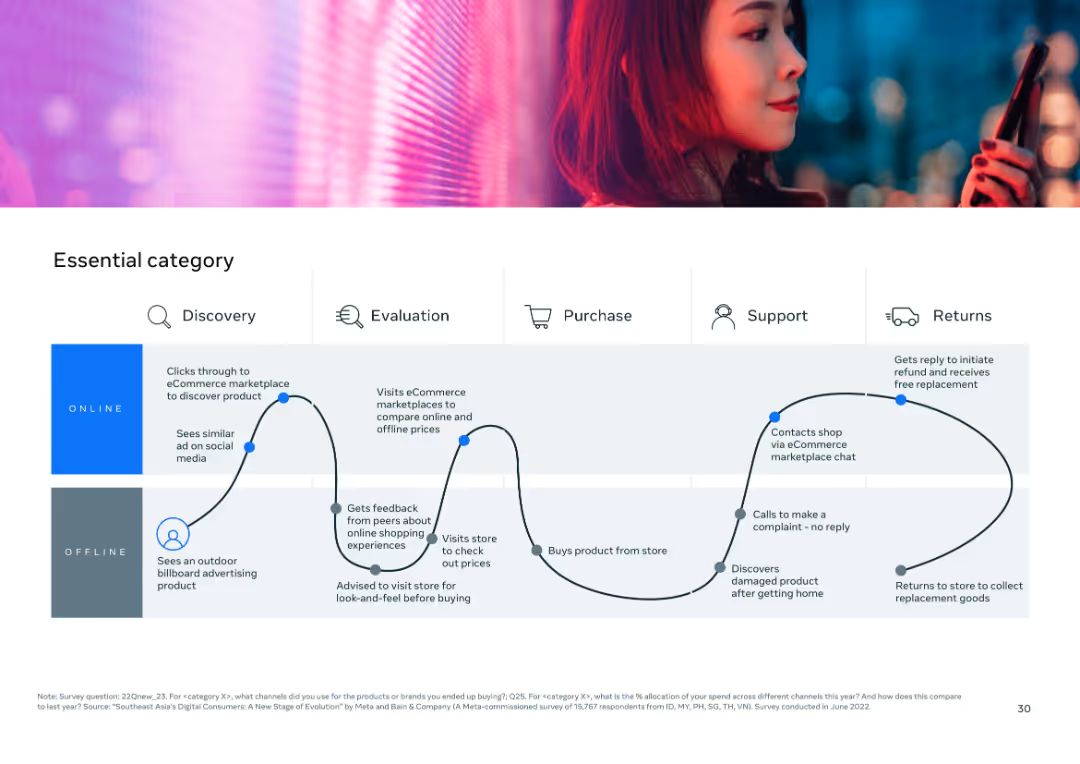 Essential category
Discovery
Evaluation
Purchase
Support
Returns
ONLINE
Clicks through to
eCommerce marketplace
to discover product
Sees similar
ad on social
media
Visits eCommerce
marketplaces to
compare online and
offline prices
Contacts shop
via eCommerce
marketplace chat
Gets reply to initiate
refund and receives
free replacement
OFFLINE
Sees an outdoor
billboard advertising
product
Gets feedback
from peers about
online shopping
experiences
Advised to visit store for
look-and-feel before buying
Visits store
to check
out prices
Buys product from store
Calls to make a
complaint - no reply
Discovers
damaged product
after getting home
Returns to store to collect
replacement goods
Note: Survey question: 22Qnew_23. For <category X>, what channels did you use for the products or brands you ended up buying?; Q25. For <category X>, what is the % allocation of your spend across different channels this year? And how does this compare
to last year? Source: "Southeast Asia's Digital Consumers: A New Stage of Evolution" by Meta and Bain & Company (A Meta-commissioned survey of 15,767 respondents from ID, MY, PH, SG, TH, VN). Survey conducted in June 2022.
30